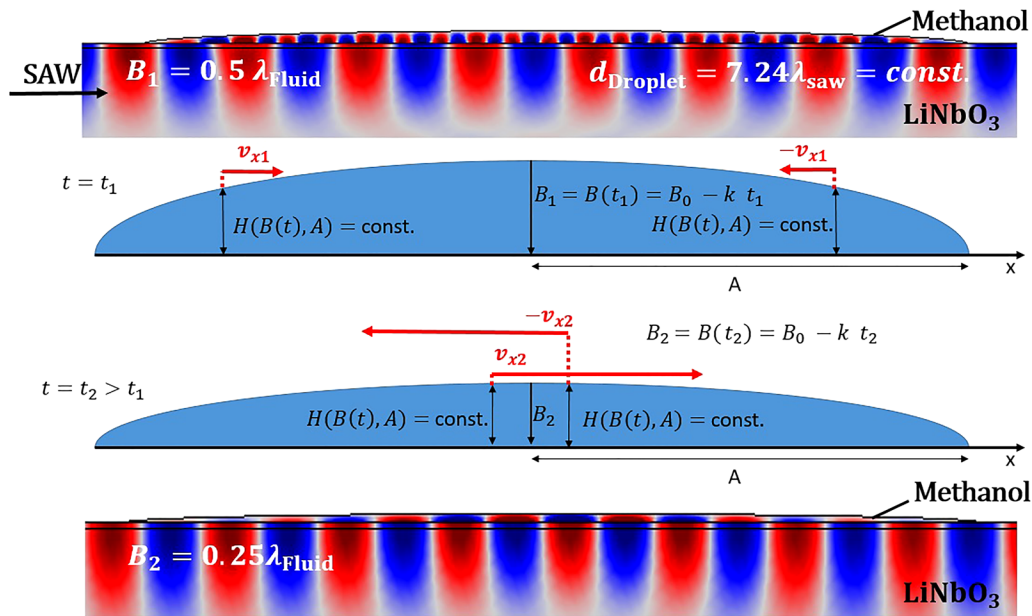 Methanol
SAW
B₁ = 0.5 λFluid
dDroplet = 7.24λsaw = const.
LiNbO₃
vx1
−vx1
t = t₁
B₁ = B(t₁) = B₀ − k t₁
H(B(t), A) = const.
H(B(t), A) = const.
A
x
−vx2
B₂ = B(t₂) = B₀ − k t₂
vx2
t = t₂ > t₁
H(B(t), A) = const.
B₂
H(B(t), A) = const.
A
x
Methanol
B₂ = 0.25λFluid
LiNbO₃